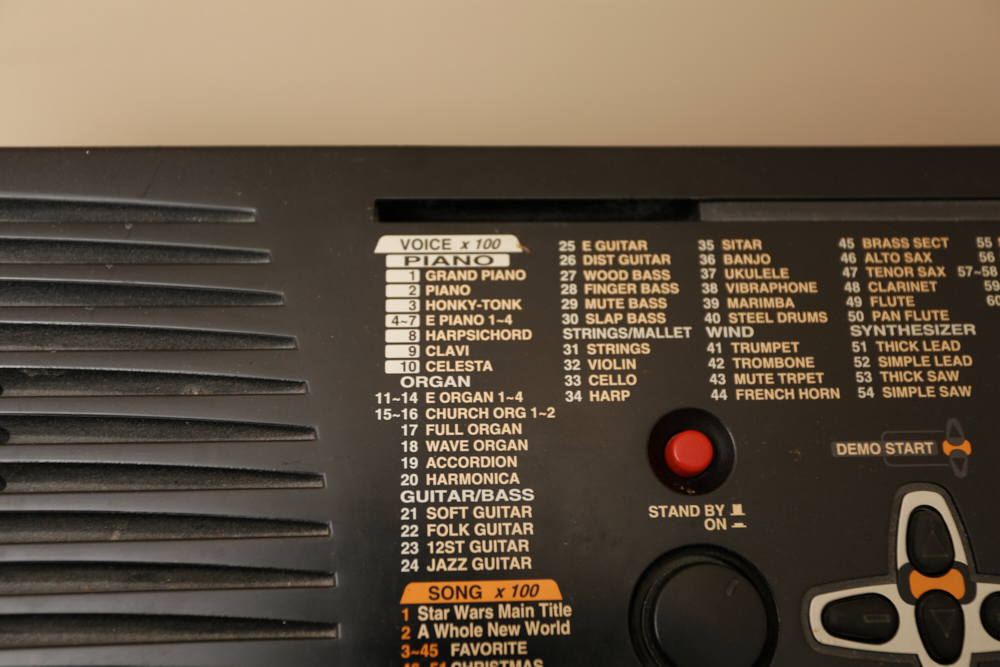 VOICE x 100
PIANO
1 GRAND PIANO
2 PIANO
3 HONKY-TONK
4~7 E PIANO 1~4
8 HARPSICHORD
9 CLAVI
10 CELESTA
ORGAN
11~14 E ORGAN 1~4
15~16 CHURCH ORG 1~2
17 FULL ORGAN
18 WAVE ORGAN
19 ACCORDION
20 HARMONICA
GUITAR/BASS
21 SOFT GUITAR
22 FOLK GUITAR
23 12ST GUITAR
24 JAZZ GUITAR
25 E GUITAR
26 DIST GUITAR
27 WOOD BASS
28 FINGER BASS
29 MUTE BASS
30 SLAP BASS
STRINGS/MALLET
31 STRINGS
32 VIOLIN
33 CELLO
34 HARP
35 SITAR
36 BANJO
37 UKULELE
38 VIBRAPHONE
39 MARIMBA
40 STEEL DRUMS
WIND
41 TRUMPET
42 TROMBONE
43 MUTE TRPET
44 FRENCH HORN
45 BRASS SECT
46 ALTO SAX
47 TENOR SAX
48 CLARINET
49 FLUTE
50 PAN FLUTE
SYNTHESIZER
51 THICK LEAD
52 SIMPLE LEAD
53 THICK SAW
54 SIMPLE SAW
55
56
57~58
59
DEMO START
STAND BY
ON
SONG x 100
1 Star Wars Main Title
2 A Whole New World
3~45 FAVORITE
CHRISTMAS